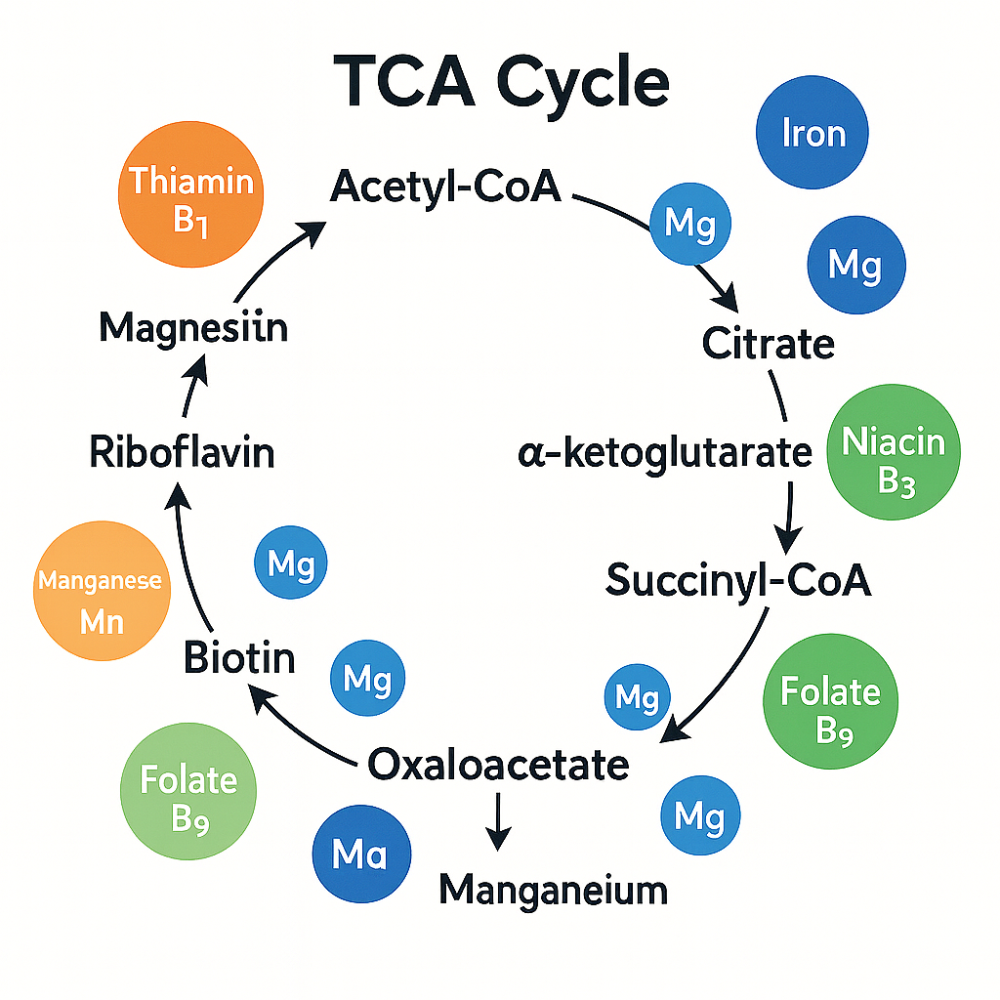 TCA Cycle
Iron
Thiamin
B₁
Acetyl-CoA
Mg
Mg
Magnesiin
Citrate
Riboflavin
α-ketoglutarate
Niacin
B₃
Manganese
Mn
Mg
Succinyl-CoA
Biotin
Mg
Mg
Folate
B₉
Oxaloacetate
Folate
B₉
Mg
Ma
Manganeium